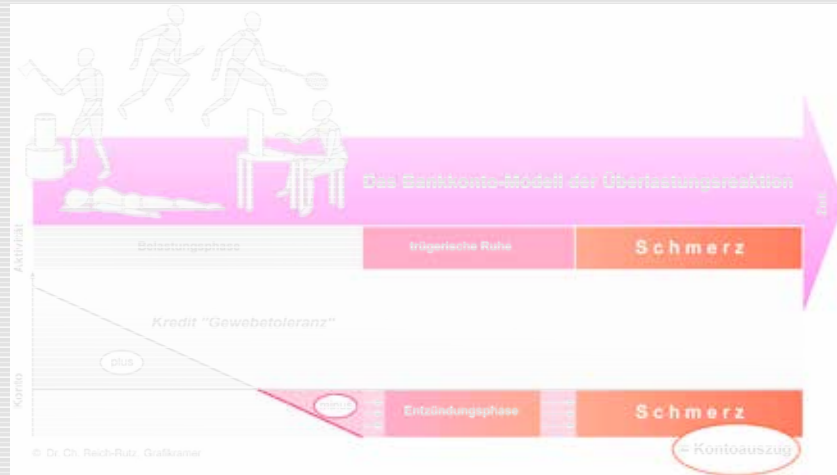 Das Bankkonto-Modell der Überlastungsreaktion
Zeit
Aktivität
Belastungsphase
trügerische Ruhe
Schmerz
Kredit "Gewebetoleranz"
plus
Konto
minus
Entzündungsphase
Schmerz
= Kontoauszug
© Dr. Ch. Reich-Rutz, Grafikramer